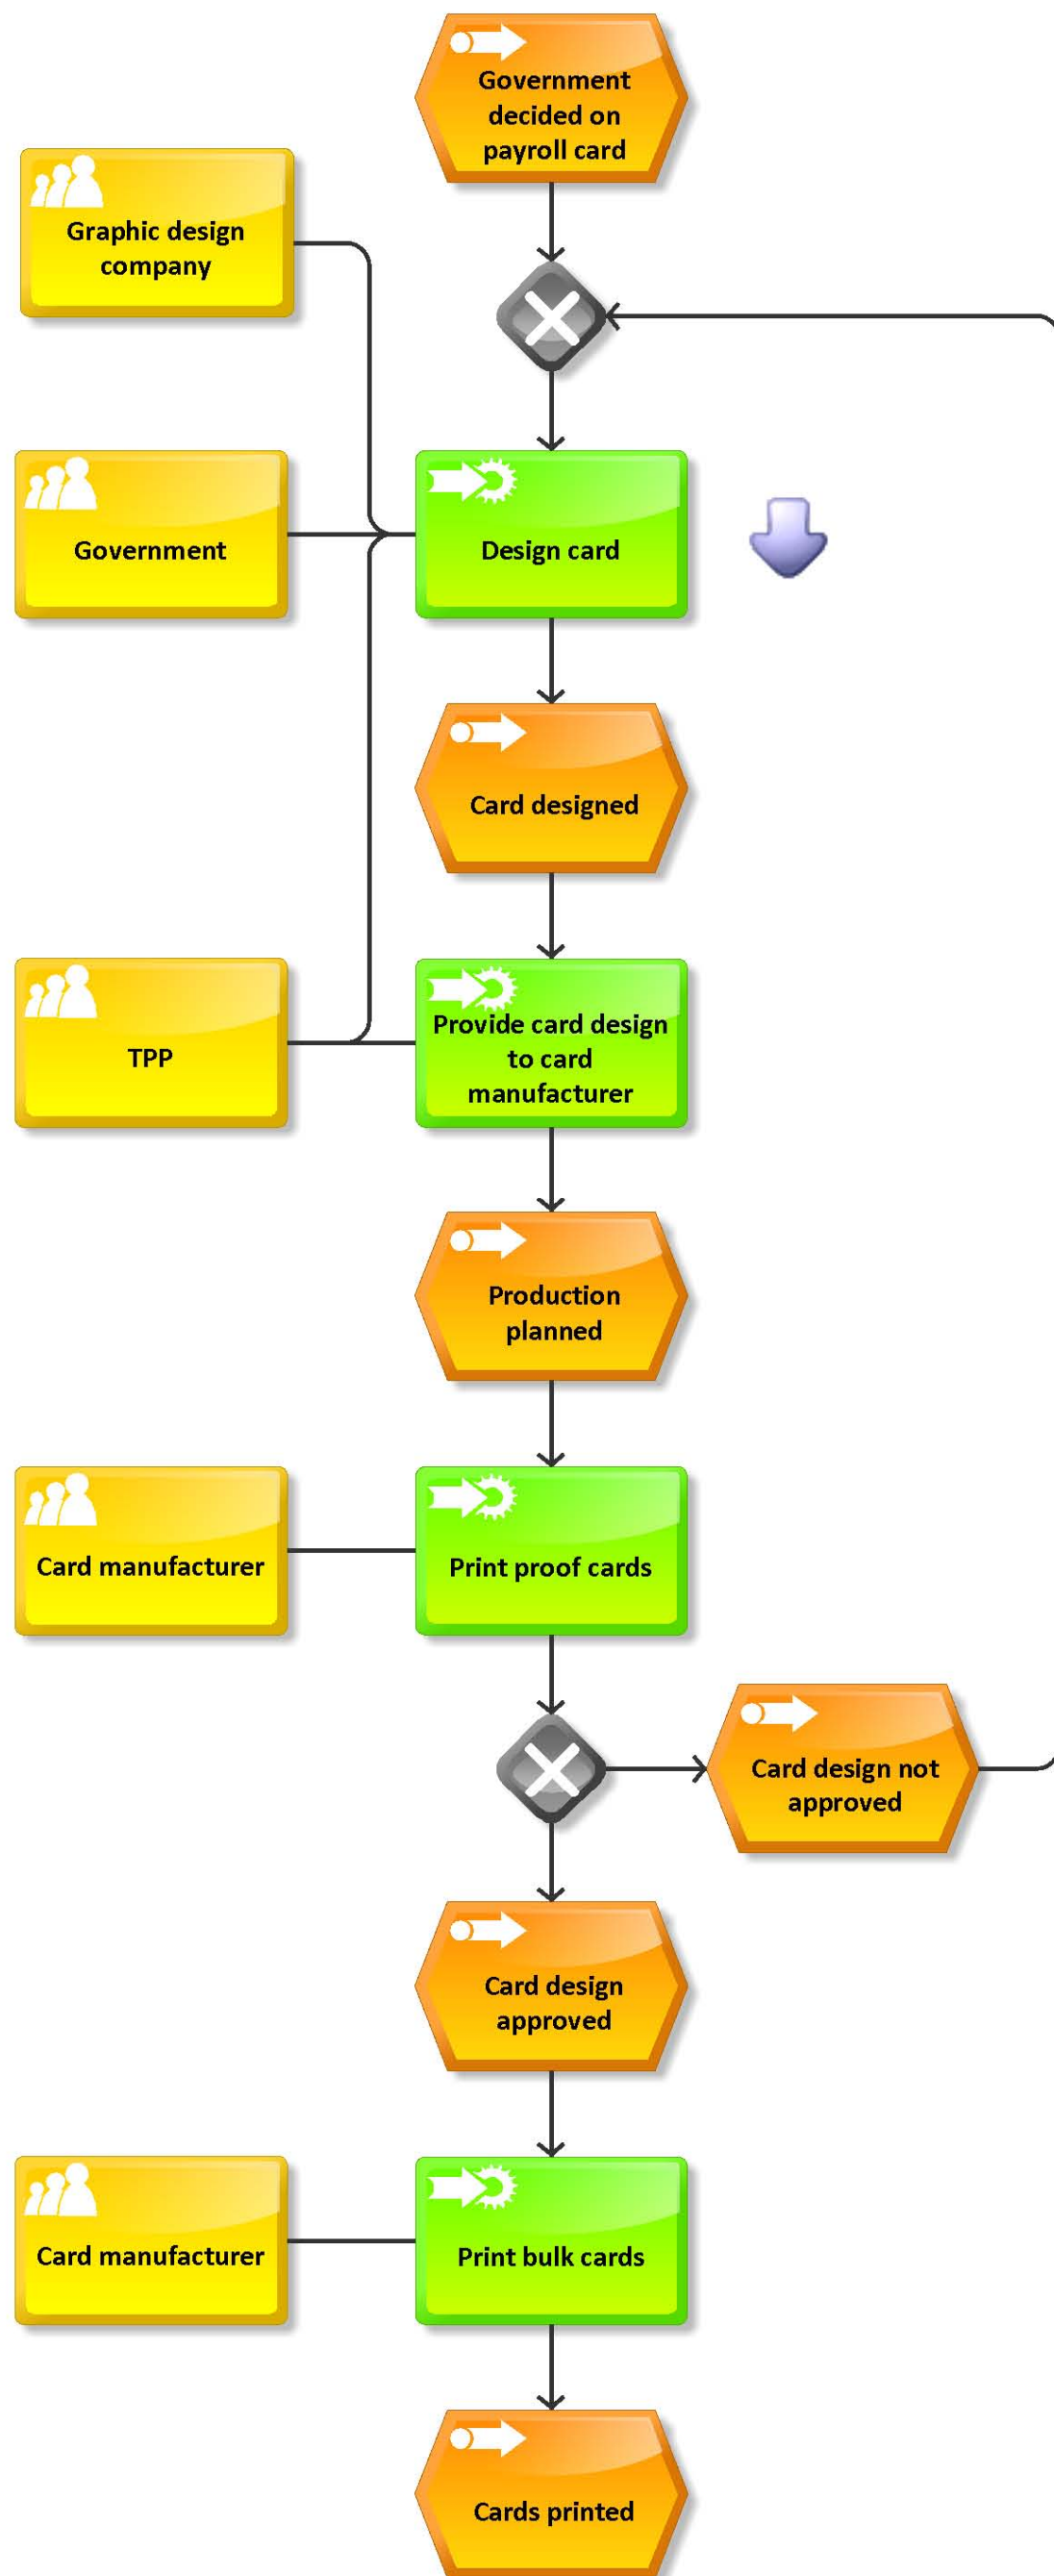 Government
decided on
payroll card
Graphic design
company
Government
Design card
Card designed
TPP
Provide card design
to card
manufacturer
Production
planned
Card manufacturer
Print proof cards
Card design not
approved
Card design
approved
Card manufacturer
Print bulk cards
Cards printed